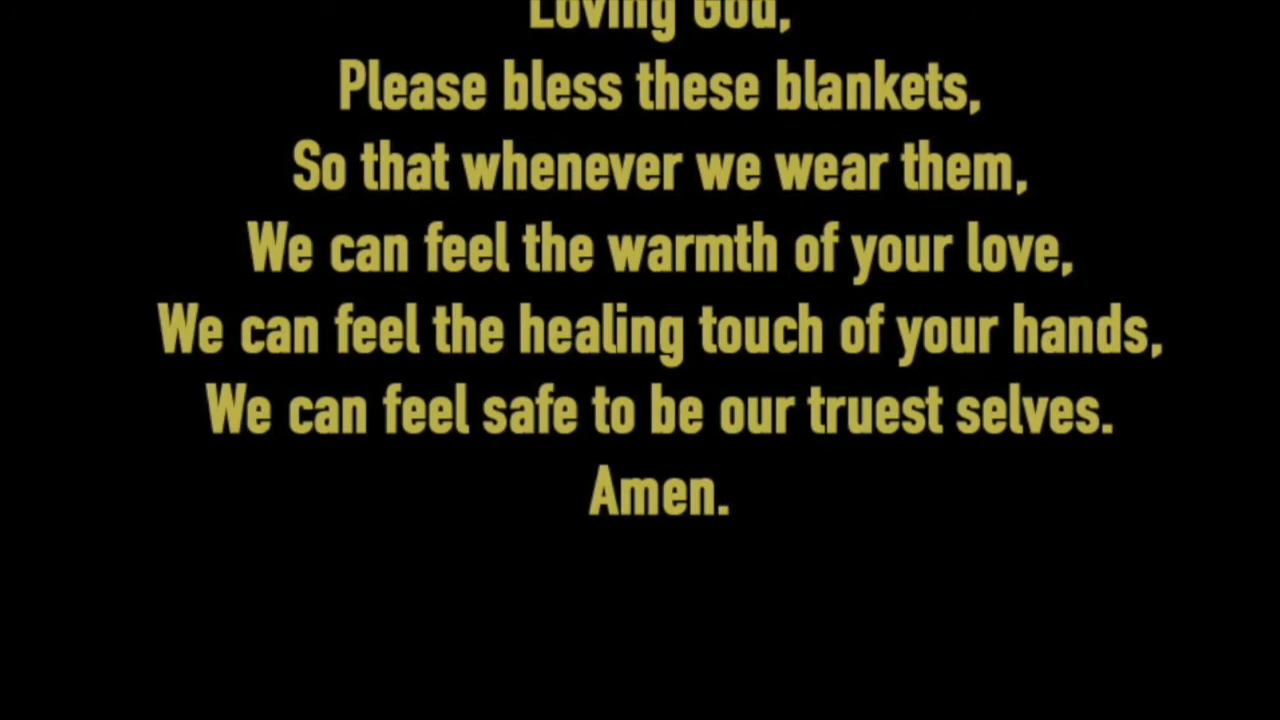 Loving God,
Please bless these blankets,
So that whenever we wear them,
We can feel the warmth of your love,
We can feel the healing touch of your hands,
We can feel safe to be our truest selves.
Amen.